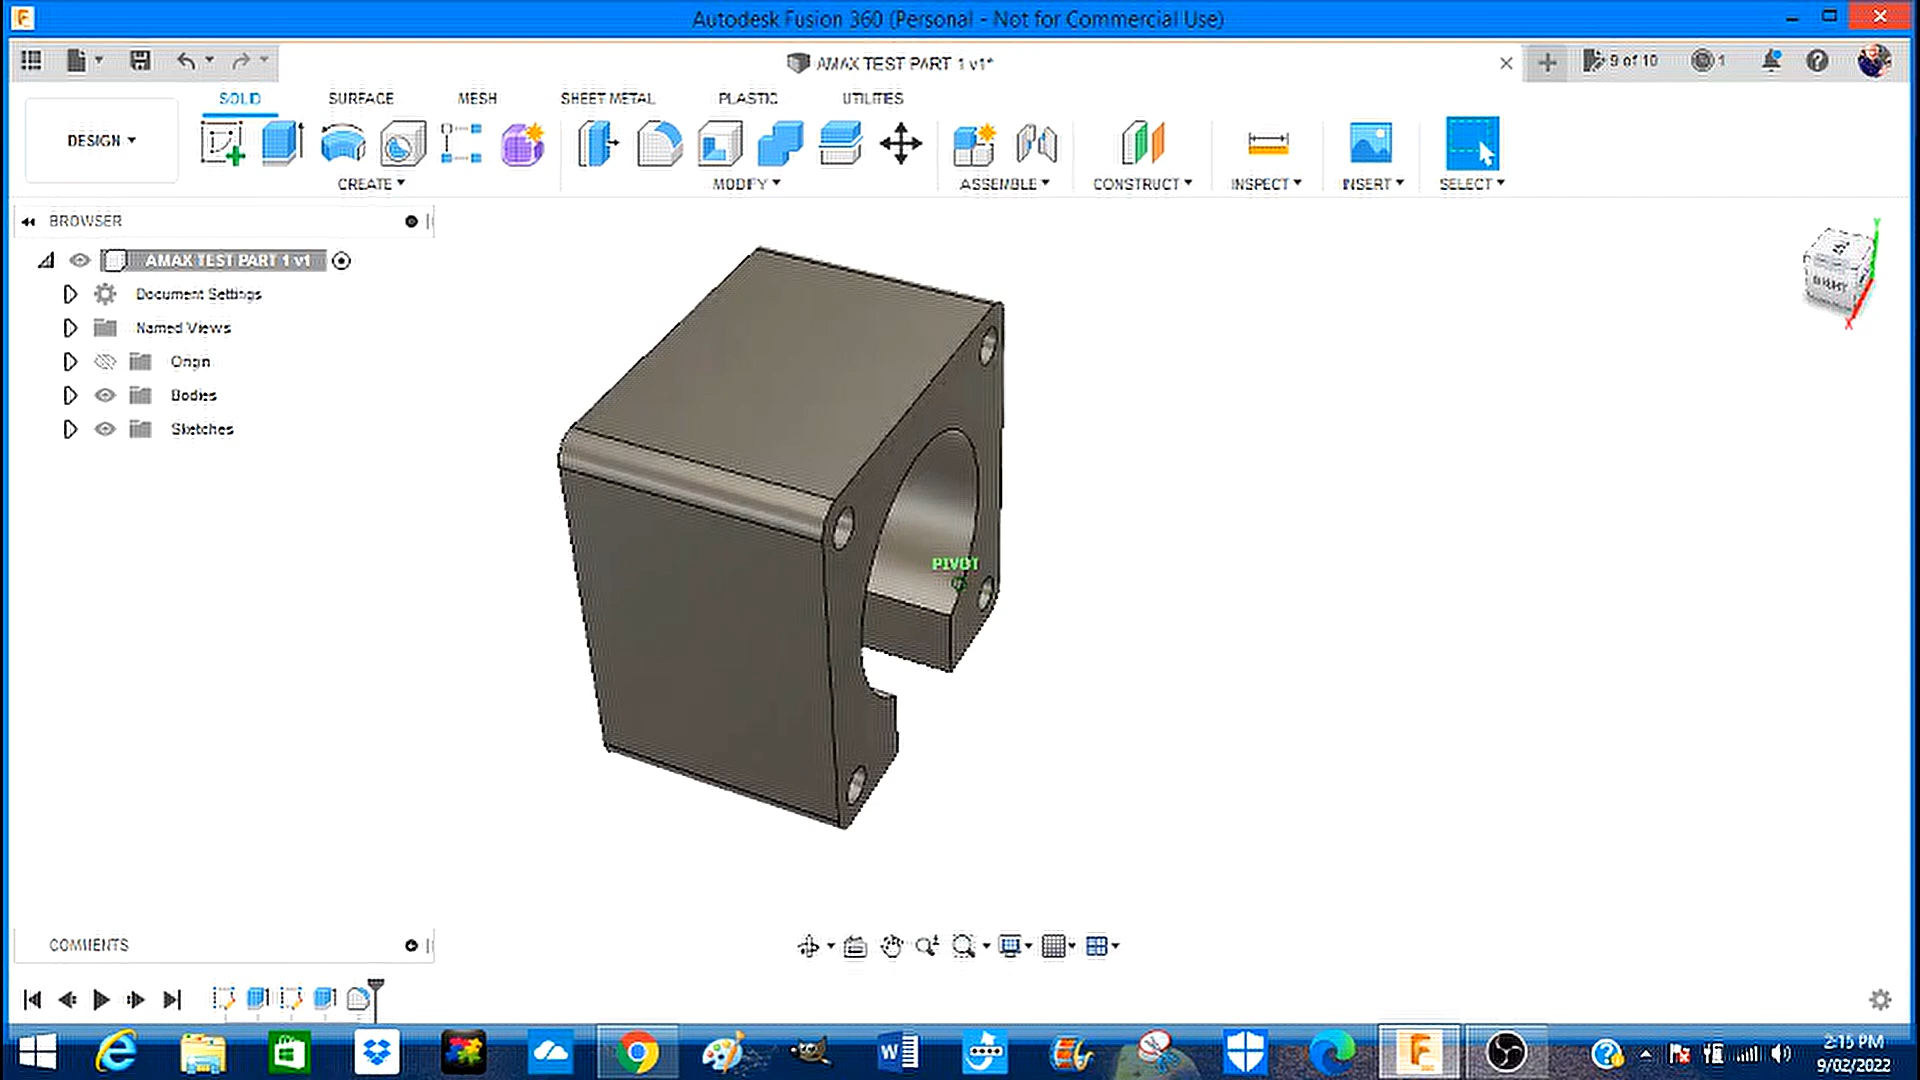 Autodesk Fusion 360 (Personal - Not for Commercial Use)
AMAX TEST PART 1 v1*
9 of 10
1
SOLID SURFACE MESH SHEET METAL PLASTIC UTILITIES
DESIGN
CREATE MODIFY ASSEMBLE CONSTRUCT INSPECT INSERT SELECT
BROWSER
AMAX TEST PART 1 v1
Document Settings
Named Views
Origin
Bodies
Sketches
RIGHT
Y
X
PIVOT
COMMENTS
2:15 PM
9/02/2022